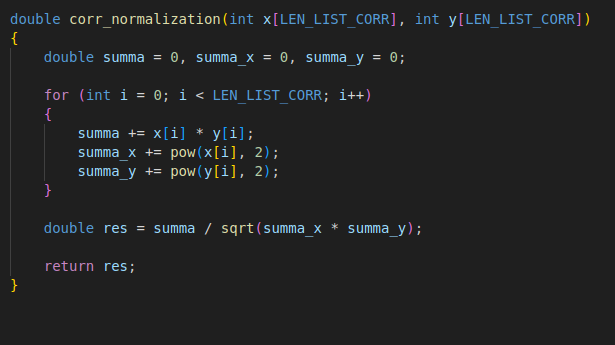 double corr_normalization(int x[LEN_LIST_CORR], int y[LEN_LIST_CORR])
{
    double summa = 0, summa_x = 0, summa_y = 0;

    for (int i = 0; i < LEN_LIST_CORR; i++)
    {
        summa += x[i] * y[i];
        summa_x += pow(x[i], 2);
        summa_y += pow(y[i], 2);
    }

    double res = summa / sqrt(summa_x * summa_y);

    return res;
}